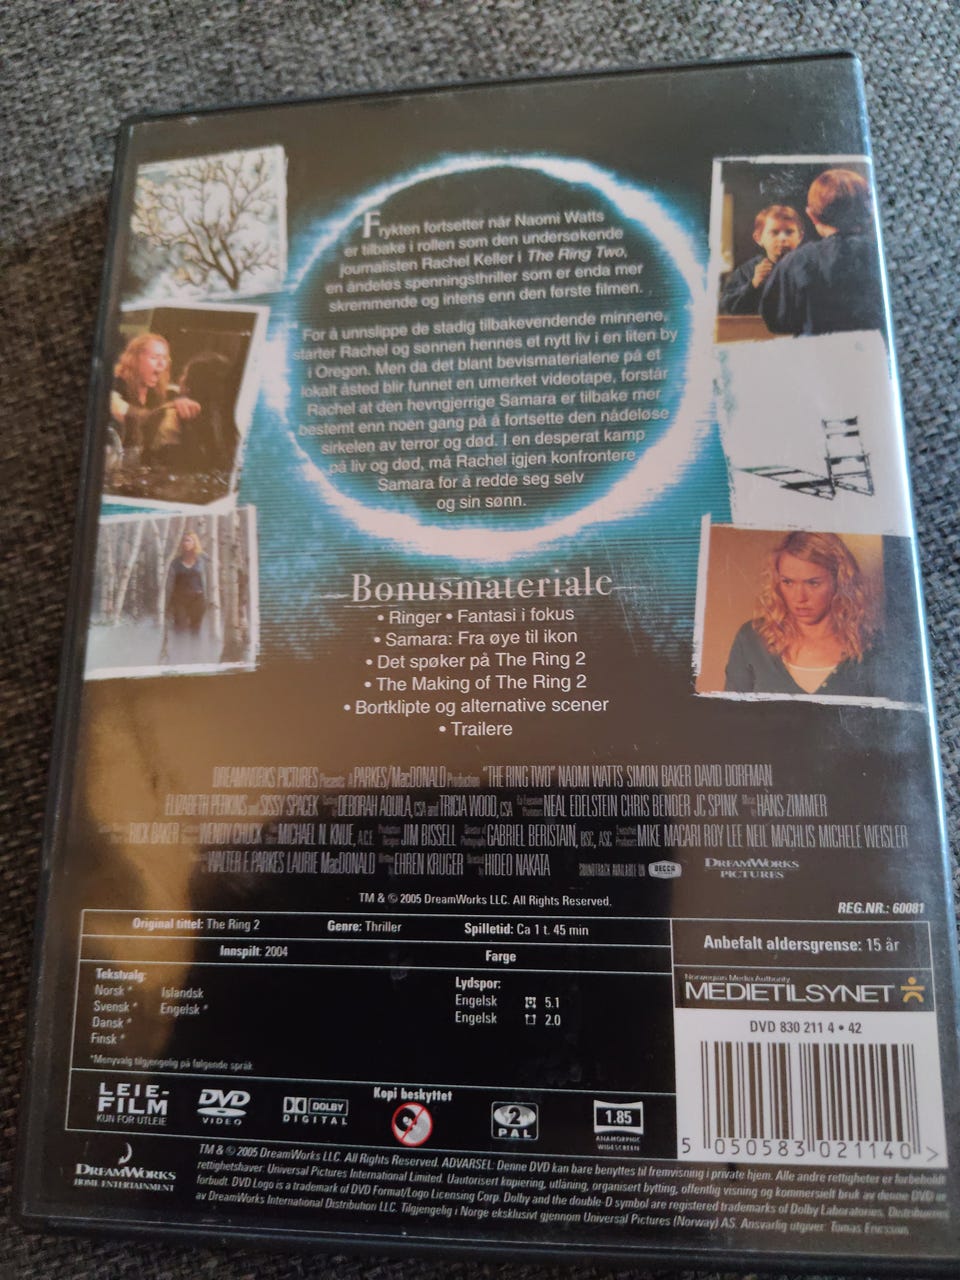 Frykten fortsetter når Naomi Watts
er tilbake i rollen som den undersøkende
journalisten Rachel Keller i The Ring Two,
en åndeløs spenningsthriller som er enda mer
skremmende og intens enn den første filmen.
For å unnslippe de stadig tilbakevendende minnene,
starter Rachel og sønnen hennes et nytt liv i en liten by
i Oregon. Men da det blant bevismaterialene på et
lokalt åsted blir funnet en umerket videotape, forstår
Rachel at den hevngjerrige Samara er tilbake mer
bestemt enn noen gang på å fortsette den nådeløse
sirkelen av terror og død. I en desperat kamp
på liv og død, må Rachel igjen konfrontere
Samara for å redde seg selv
og sin sønn.
Bonusmateriale
• Ringer • Fantasi i fokus
• Samara: Fra øye til ikon
• Det spøker på The Ring 2
• The Making of The Ring 2
• Bortklipte og alternative scener
• Trailere
DREAMWORKS PICTURES Presents A PARKES/MacDONALD Production "THE RING TWO" NAOMI WATTS SIMON BAKER DAVID DORFMAN
ELIZABETH PERKINS and SISSY SPACEK DEBORAH AQUILA, CSA and TRICIA WOOD, CSA NEAL EDELSTEIN CHRIS BENDER JC SPINK HANS ZIMMER
RICK BAKER WENDY CHUCK MICHAEL N. KNUE, A.C.E. JIM BISSELL GABRIEL BERISTAIN, BSC, ASC MIKE MACARI ROY LEE NEIL MACHLIS MICHELE WEISLER
WALTER F. PARKES LAURIE MacDONALD EHREN KRUGER HIDEO NAKATA SOUNDTRACK AVAILABLE ON DECCA DREAMWORKS PICTURES
TM & © 2005 DreamWorks LLC. All Rights Reserved.
REG.NR.: 60081
Original tittel: The Ring 2 Genre: Thriller Spilletid: Ca 1 t. 45 min
Innspilt: 2004 Farge
Anbefalt aldersgrense: 15 år
Norwegian Media Authority
MEDIETILSYNET
Tekstvalg:
Norsk * Islandsk
Svensk * Engelsk *
Dansk *
Finsk *
*Menyvalg tilgjengelig på følgende språk
Lydspor:
Engelsk 5.1
Engelsk 2.0
DVD 830 211 4 • 42
5 050583 021140 >
LEIE-
FILM
KUN FOR UTLEIE
DVD
VIDEO
DOLBY
DIGITAL
Kopi beskyttet
2
PAL
1.85
ANAMORPHIC
WIDESCREEN
DREAMWORKS
HOME ENTERTAINMENT
TM & © 2005 DreamWorks LLC. All Rights Reserved. ADVARSEL: Denne DVD kan bare benyttes til fremvisning i private hjem. Alle andre rettigheter er forbeholdt
rettighetshaver: Universal Pictures International Limited. Uautorisert kopiering, utlåning, organisert bytting, offentlig visning og kommersielt bruk av denne DVD er
forbudt. DVD Logo is a trademark of DVD Format/Logo Licensing Corp. Dolby and the double-D symbol are registered trademarks of Dolby Laboratories. Distribueres
av DreamWorks International Distribution LLC. Tilgjengelig i Norge eksklusivt gjennom Universal Pictures (Norway) AS. Ansvarlig utgiver: Tomas Ericsson.